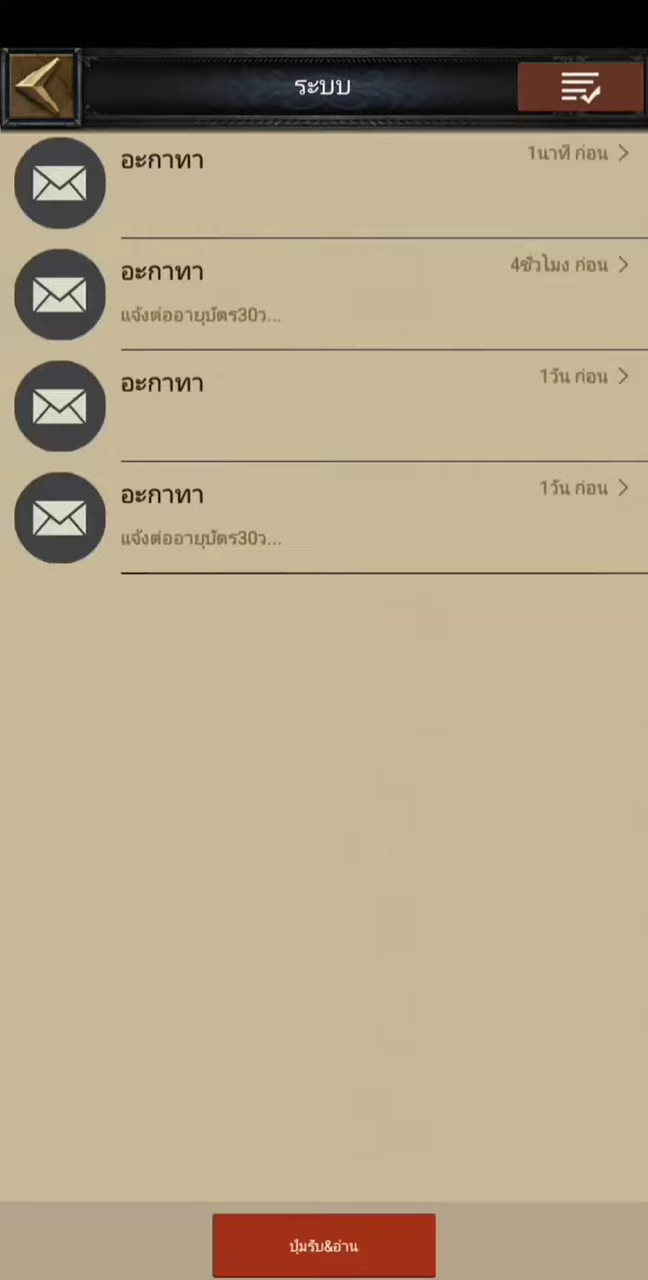 ระบบ
อะกาทา
1นาที ก่อน
อะกาทา
4ชั่วโมง ก่อน
แจ้งต่ออายุบัตร30ว...
อะกาทา
1วัน ก่อน
อะกาทา
1วัน ก่อน
แจ้งต่ออายุบัตร30ว...
ปุ่มรับ&อ่าน